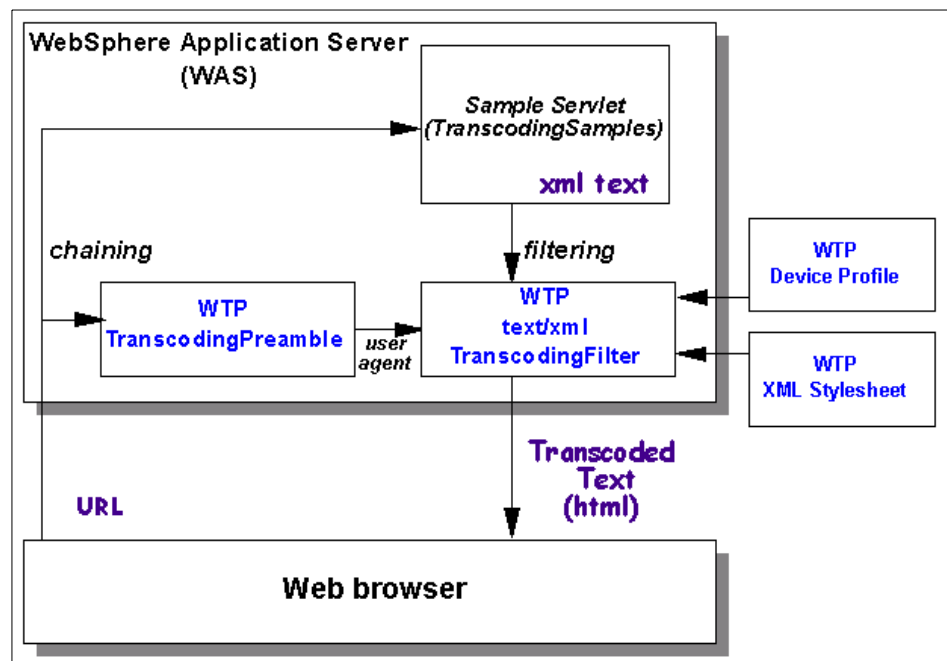 WebSphere Application Server
(WAS)
Sample Servlet
(TranscodingSamples)
xml text
chaining
filtering
WTP
Device Profile
WTP
TranscodingPreamble
user
agent
WTP
text/xml
TranscodingFilter
WTP
XML Stylesheet
Transcoded
Text
(html)
URL
Web browser